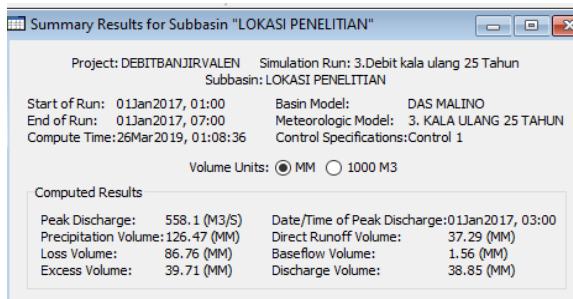 Summary Results for Subbasin "LOKASI PENELITIAN"
Project: DEBITBANJIRVALEN Simulation Run: 3.Debit kala ulang 25 Tahun
Subbasin: LOKASI PENELITIAN
Start of Run: 01Jan2017, 01:00 Basin Model: DAS MALINO
End of Run: 01Jan2017, 07:00 Meteorologic Model: 3. KALA ULANG 25 TAHUN
Compute Time:26Mar2019, 01:08:36 Control Specifications:Control 1
Volume Units: MM 1000 M3
Computed Results
Peak Discharge: 558.1 (M3/S) Date/Time of Peak Discharge:01Jan2017, 03:00
Precipitation Volume:126.47 (MM) Direct Runoff Volume: 37.29 (MM)
Loss Volume: 86.76 (MM) Baseflow Volume: 1.56 (MM)
Excess Volume: 39.71 (MM) Discharge Volume: 38.85 (MM)